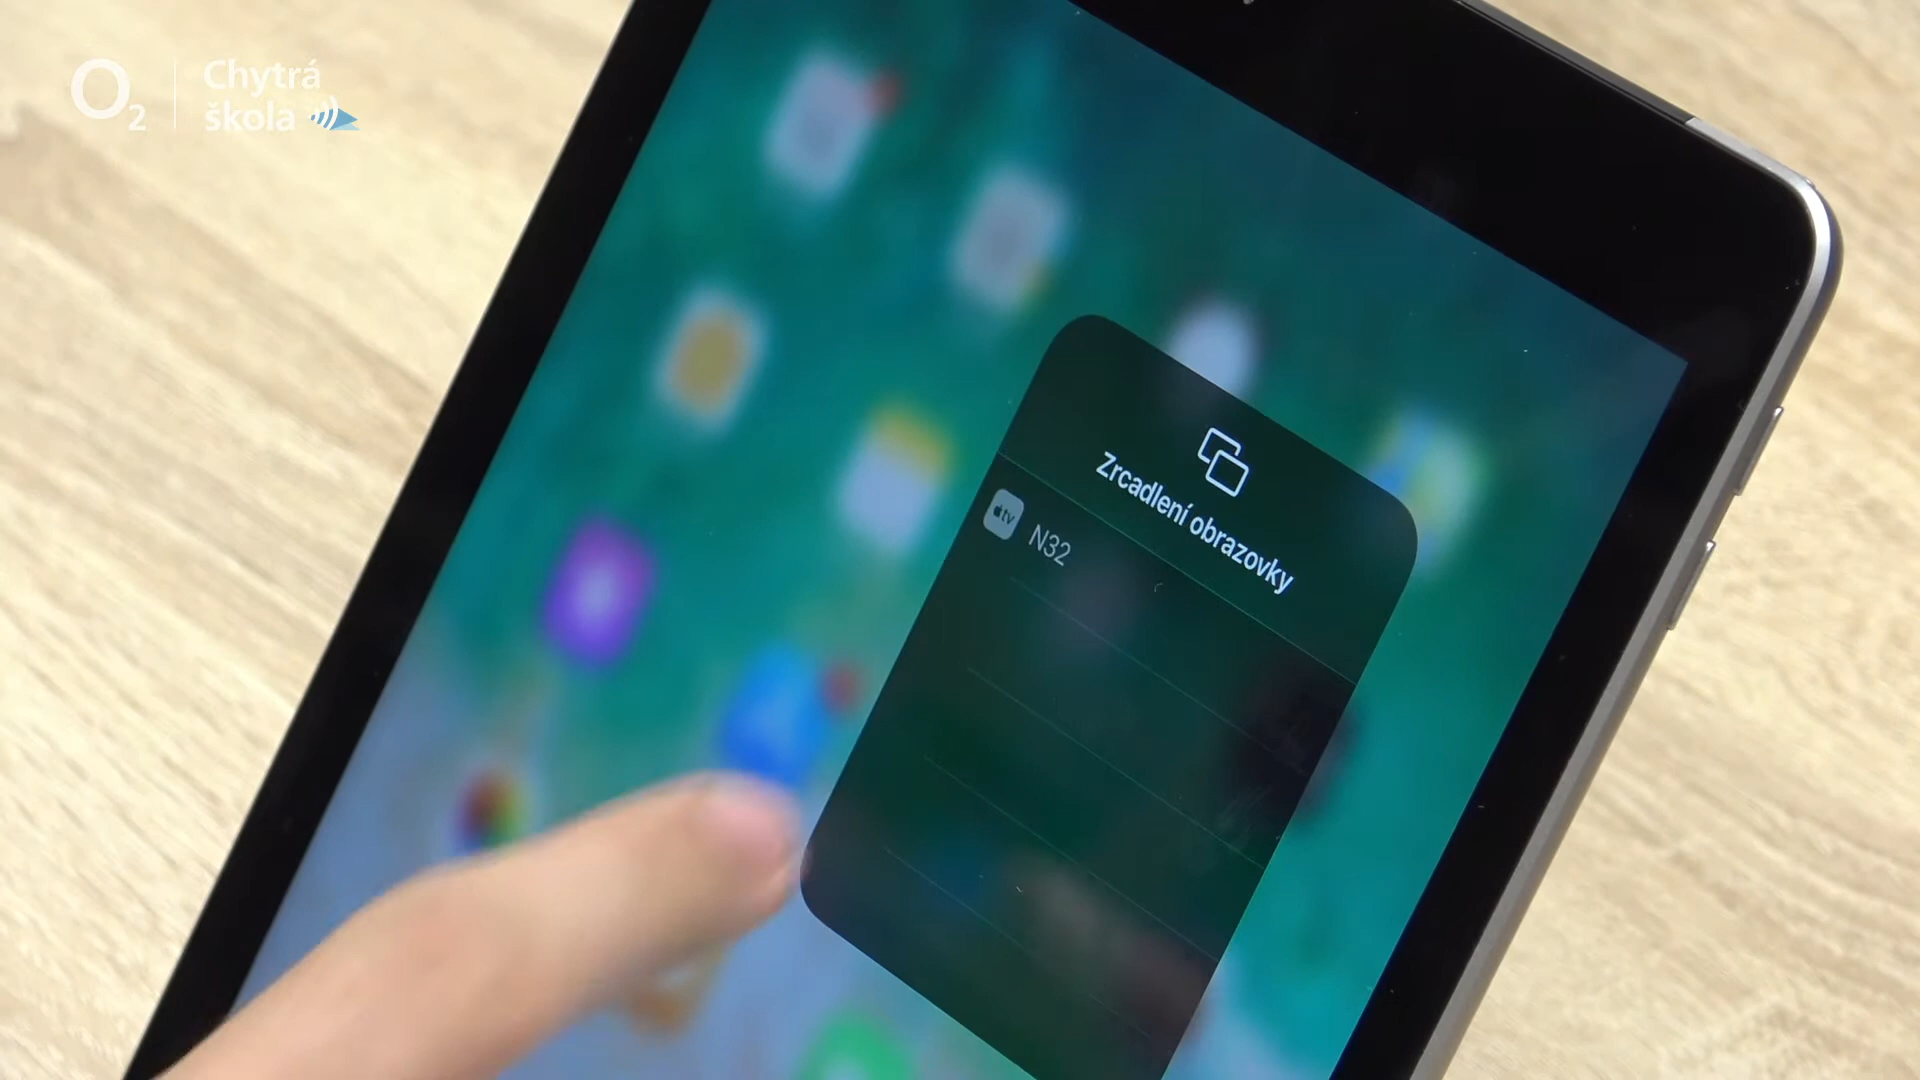 O2
Chytrá
škola
Zrcadlení obrazovky
tv
N32